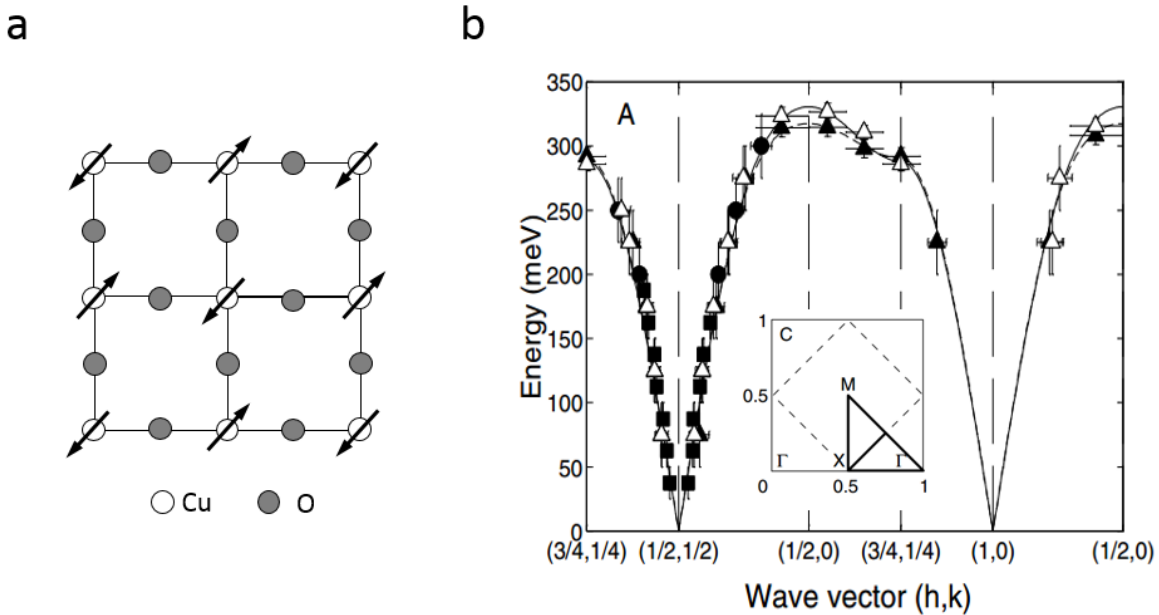 a
Cu
O
b
Energy (meV)
350
300
250
200
150
100
50
0
A
1
C
M
0.5
Γ
X
Γ
0
0.5
1
(3/4,1/4)
(1/2,1/2)
(1/2,0)
(3/4,1/4)
(1,0)
(1/2,0)
Wave vector (h,k)